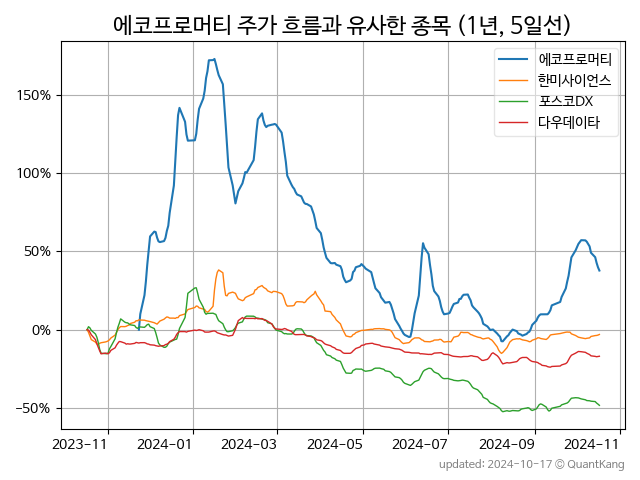 에코프로머티 주가 흐름과 유사한 종목 (1년, 5일선)
에코프로머티
한미사이언스
포스코DX
다우데이타
150%
100%
50%
0%
−50%
2023-11 2024-01 2024-03 2024-05 2024-07 2024-09 2024-11
updated: 2024-10-17 © QuantKang